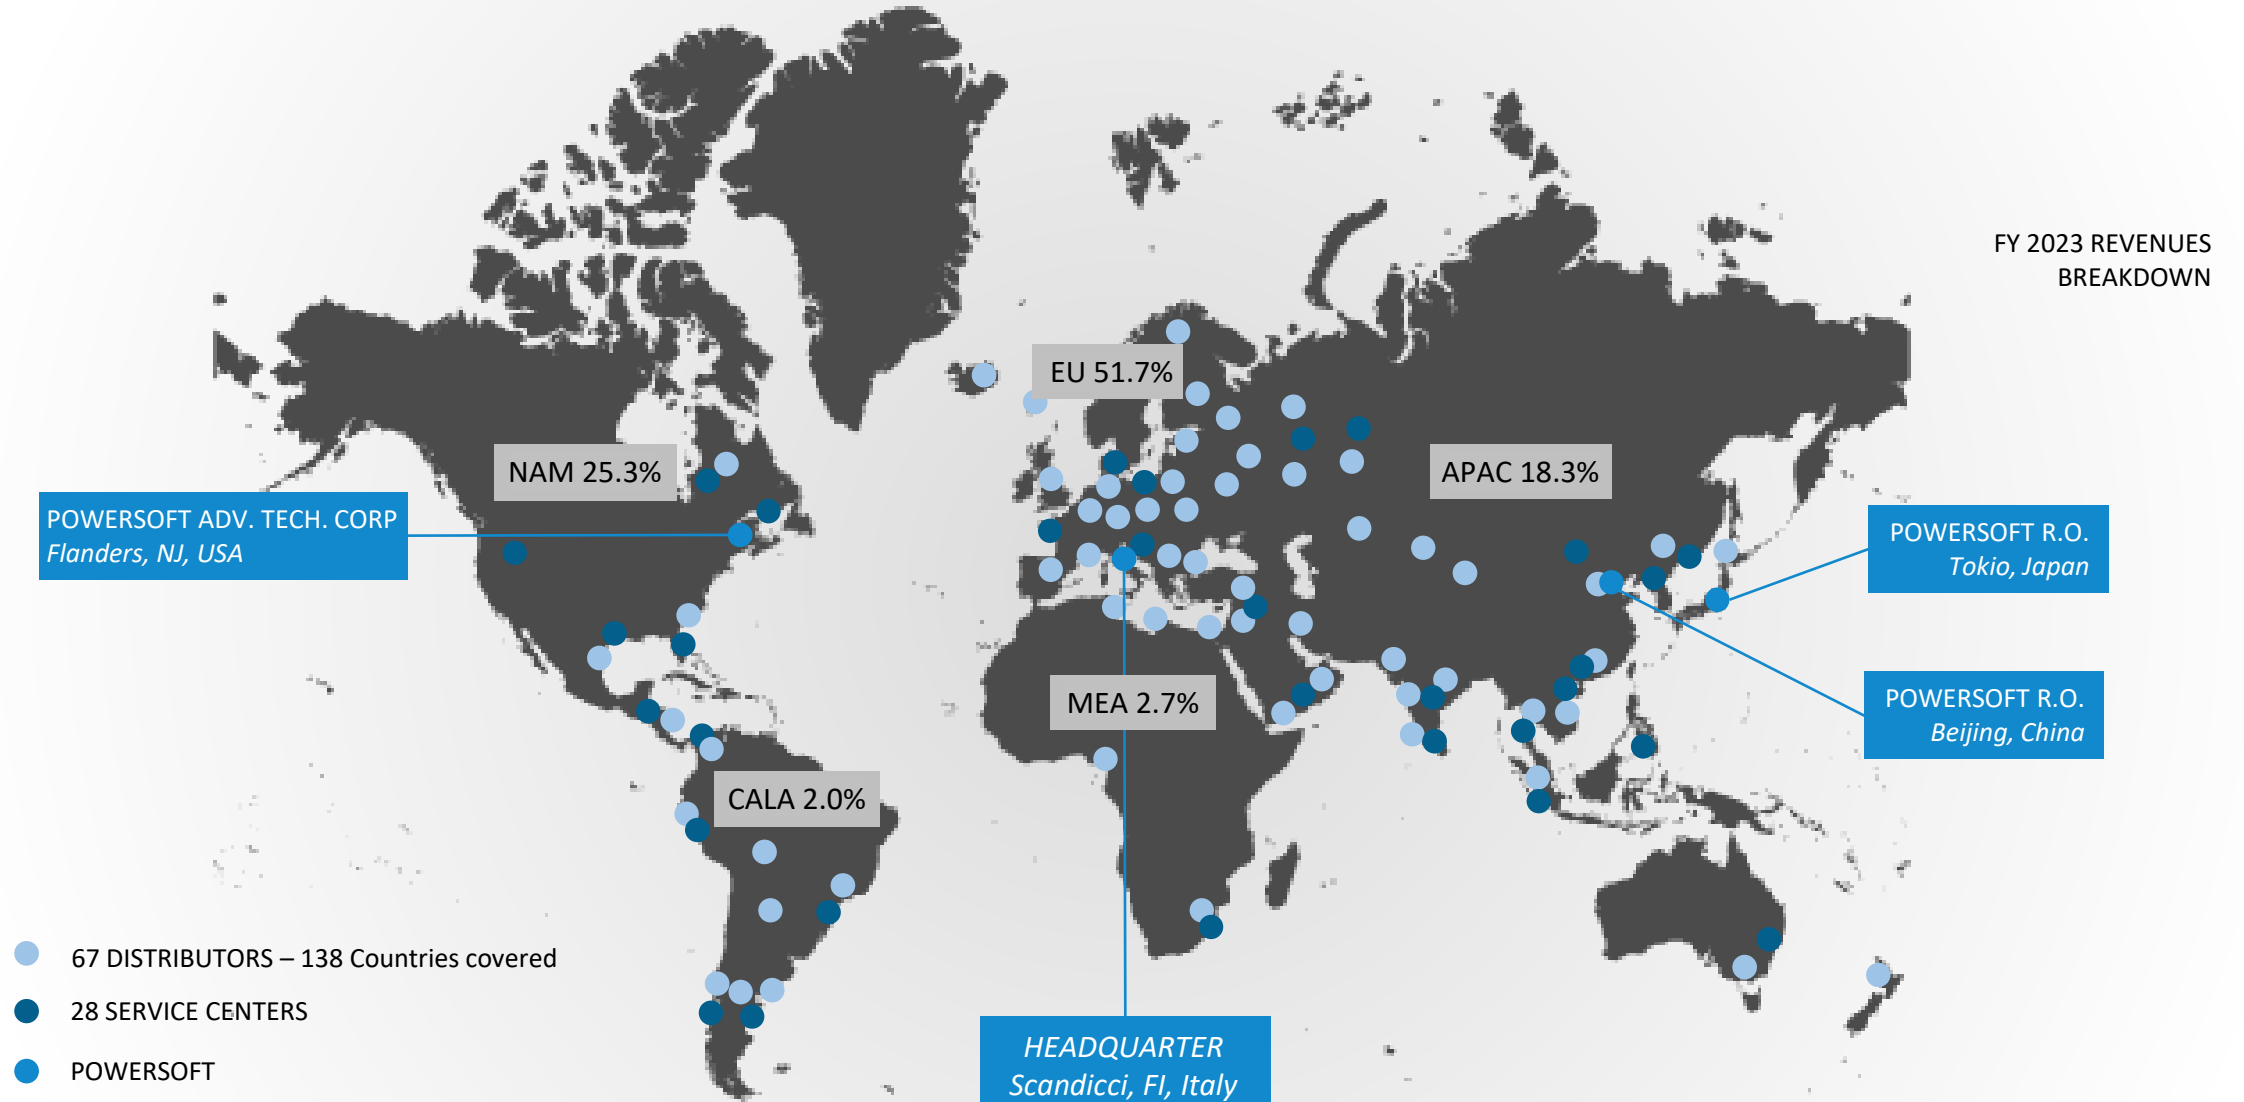 FY 2023 REVENUES
BREAKDOWN
EU 51.7%
NAM 25.3%
APAC 18.3%
POWERSOFT ADV. TECH. CORP
Flanders, NJ, USA
POWERSOFT R.O.
Tokio, Japan
MEA 2.7%
POWERSOFT R.O.
Beijing, China
CALA 2.0%
67 DISTRIBUTORS – 138 Countries covered
28 SERVICE CENTERS
POWERSOFT
HEADQUARTER
Scandicci, FI, Italy